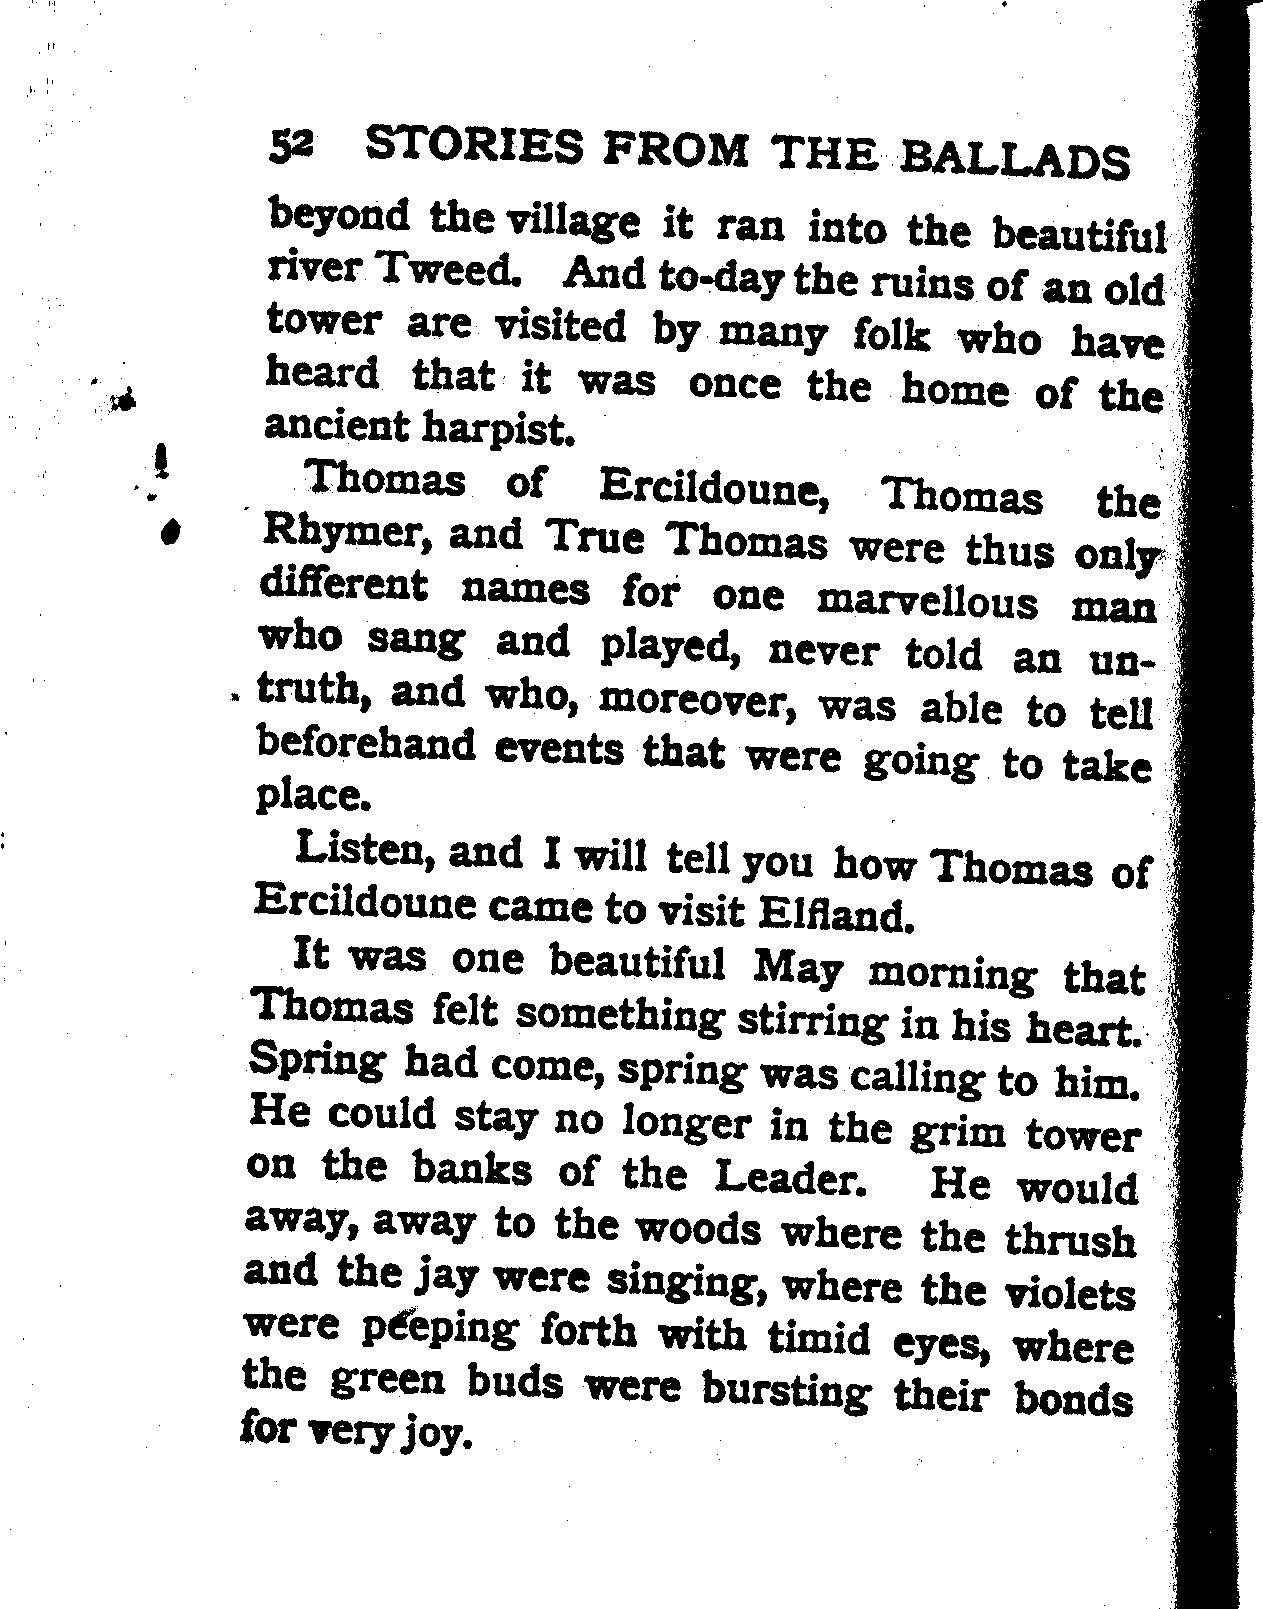 52 STORIES FROM THE BALLADS
beyond the village it ran into the beautiful
river Tweed. And to-day the ruins of an old
tower are visited by many folk who have
heard that it was once the home of the
ancient harpist.
Thomas of Ercildoune, Thomas the
Rhymer, and True Thomas were thus only
different names for one marvellous man
who sang and played, never told an un-
truth, and who, moreover, was able to tell
beforehand events that were going to take
place.
Listen, and I will tell you how Thomas of
Ercildoune came to visit Elfland.
It was one beautiful May morning that
Thomas felt something stirring in his heart.
Spring had come, spring was calling to him.
He could stay no longer in the grim tower
on the banks of the Leader. He would
away, away to the woods where the thrush
and the jay were singing, where the violets
were peeping forth with timid eyes, where
the green buds were bursting their bonds
for very joy.